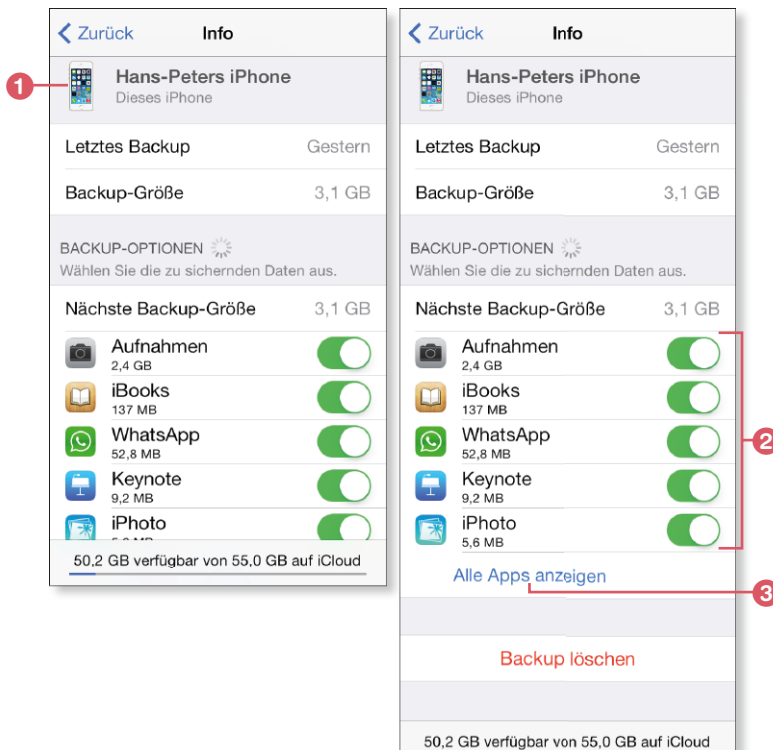 Zurück Info
1
Hans-Peters iPhone
Dieses iPhone
Letztes Backup Gestern
Backup-Größe 3,1 GB
BACKUP-OPTIONEN
Wählen Sie die zu sichernden Daten aus.
Nächste Backup-Größe 3,1 GB
Aufnahmen
2,4 GB
iBooks
137 MB
WhatsApp
52,8 MB
Keynote
9,2 MB
iPhoto
50,2 GB verfügbar von 55,0 GB auf iCloud
Zurück Info
Hans-Peters iPhone
Dieses iPhone
Letztes Backup Gestern
Backup-Größe 3,1 GB
BACKUP-OPTIONEN
Wählen Sie die zu sichernden Daten aus.
Nächste Backup-Größe 3,1 GB
Aufnahmen
2,4 GB
iBooks
137 MB
WhatsApp
52,8 MB
2
Keynote
9,2 MB
iPhoto
5,6 MB
Alle Apps anzeigen
3
Backup löschen
50,2 GB verfügbar von 55,0 GB auf iCloud